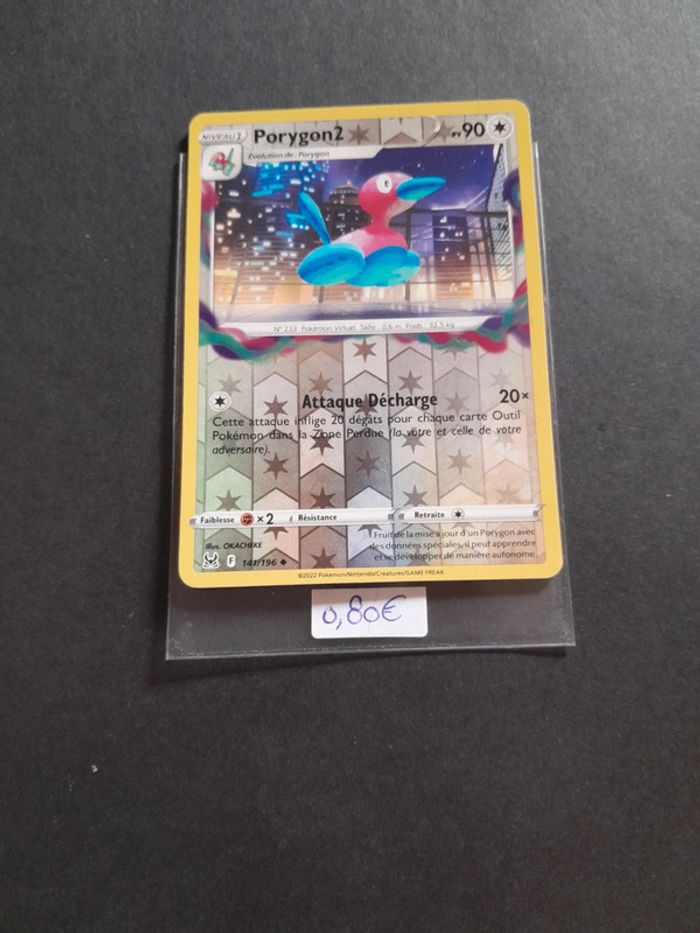 NIVEAU 1
Porygon2
PV 90
Évolution de : Porygon
N° 233 Pokémon Virtuel Taille : 0,6 m Poids : 32,5 kg
Attaque Décharge 20×
Cette attaque inflige 20 dégâts pour chaque carte Outil
Pokémon dans la Zone Perdue (la vôtre et celle de votre
adversaire).
Faiblesse ×2 Résistance Retraite
Illus. OKACHEKE
Fruit de la mise à jour d'un Porygon avec
des données spéciales, il peut apprendre
et se développer de manière autonome.
F 141/196
©2022 Pokémon/Nintendo/Creatures/GAME FREAK
0,80€